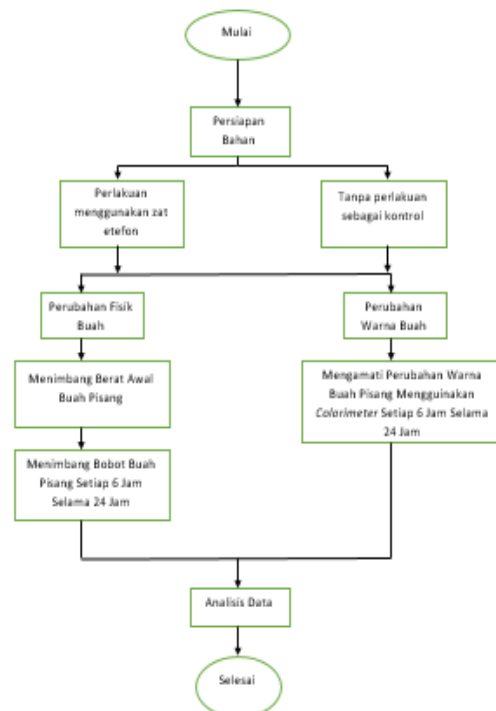 Mulai
Persiapan
Bahan
Perlakuan
menggunakan zat
etefon
Tanpa perlakuan
sebagai kontrol
Perubahan Fisik
Buah
Perubahan
Warna Buah
Menimbang Berat Awal
Buah Pisang
Mengamati Perubahan Warna
Buah Pisang Mengguinakan
Colorimeter Setiap 6 Jam Selama
24 Jam
Menimbang Bobot Buah
Pisang Setiap 6 Jam
Selama 24 Jam
Analisis Data
Selesai